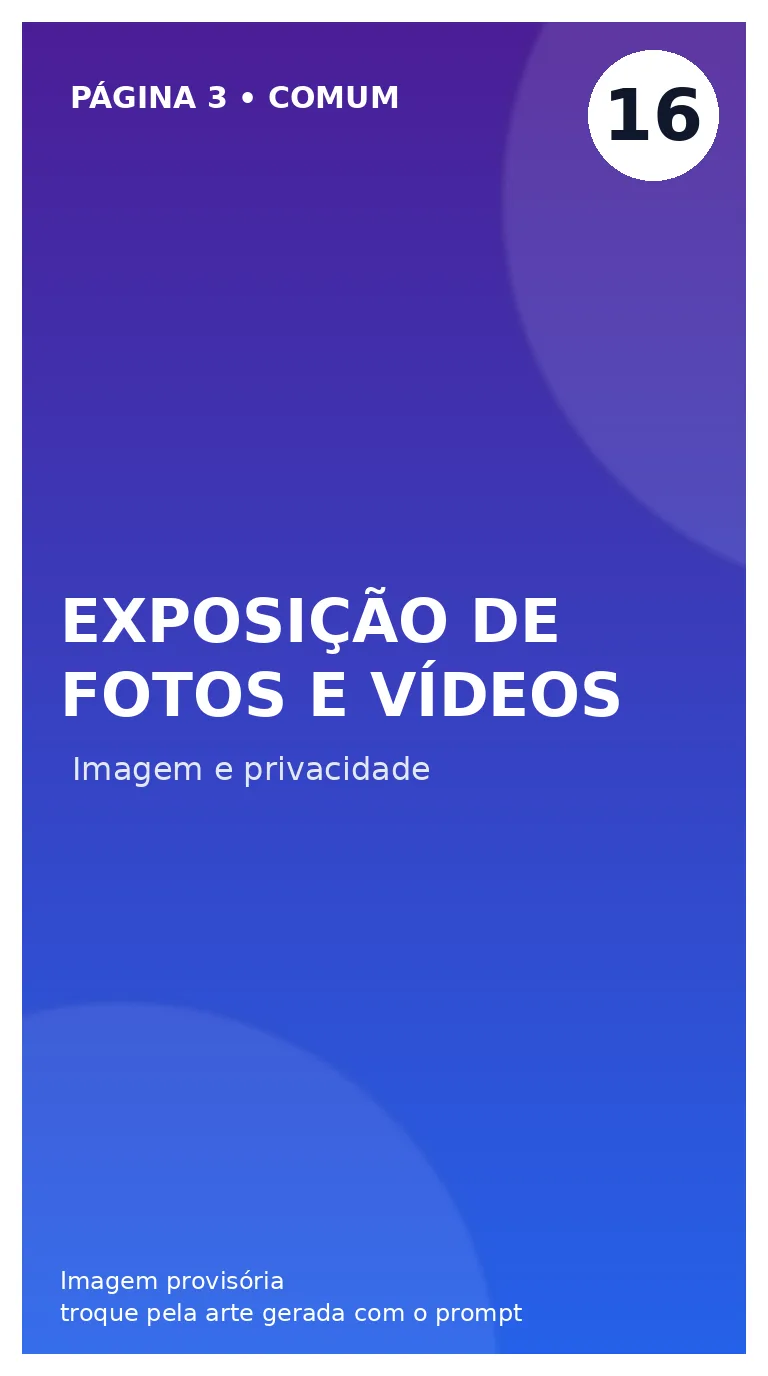 PÁGINA 3 • COMUM
16
EXPOSIÇÃO DE
FOTOS E VÍDEOS
Imagem e privacidade
Imagem provisória
troque pela arte gerada com o prompt